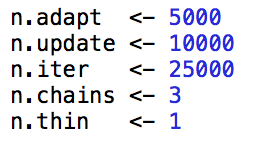 n.adapt  <- 5000
n.update <- 10000
n.iter   <- 25000
n.chains <- 3
n.thin   <- 1